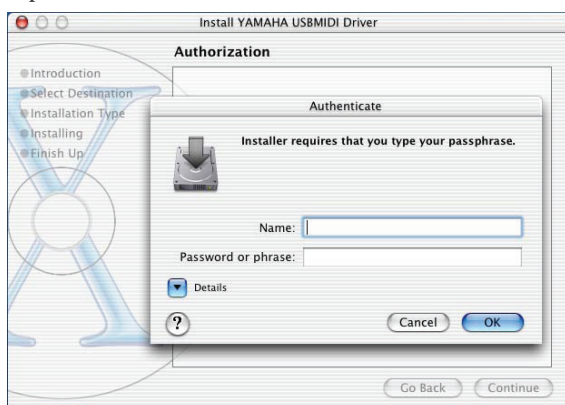 Install YAMAHA USBMIDI Driver
Authorization
Introduction
Select Destination
Installation Type
Installing
Finish Up
Authenticate
Installer requires that you type your passphrase.
Name:
Password or phrase:
Details
?
Cancel
OK
Go Back
Continue